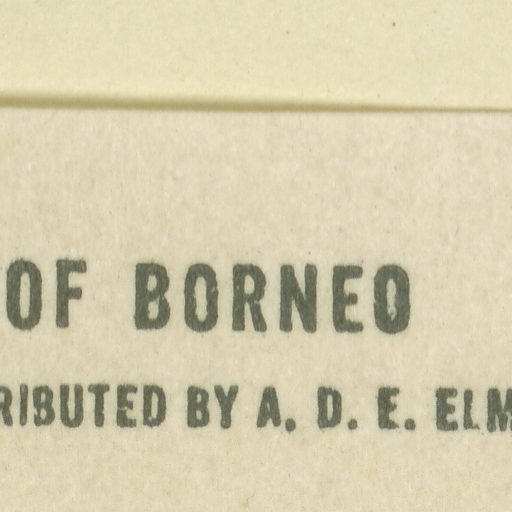 OF BORNEO
RIBUTED BY A. D. E. ELM